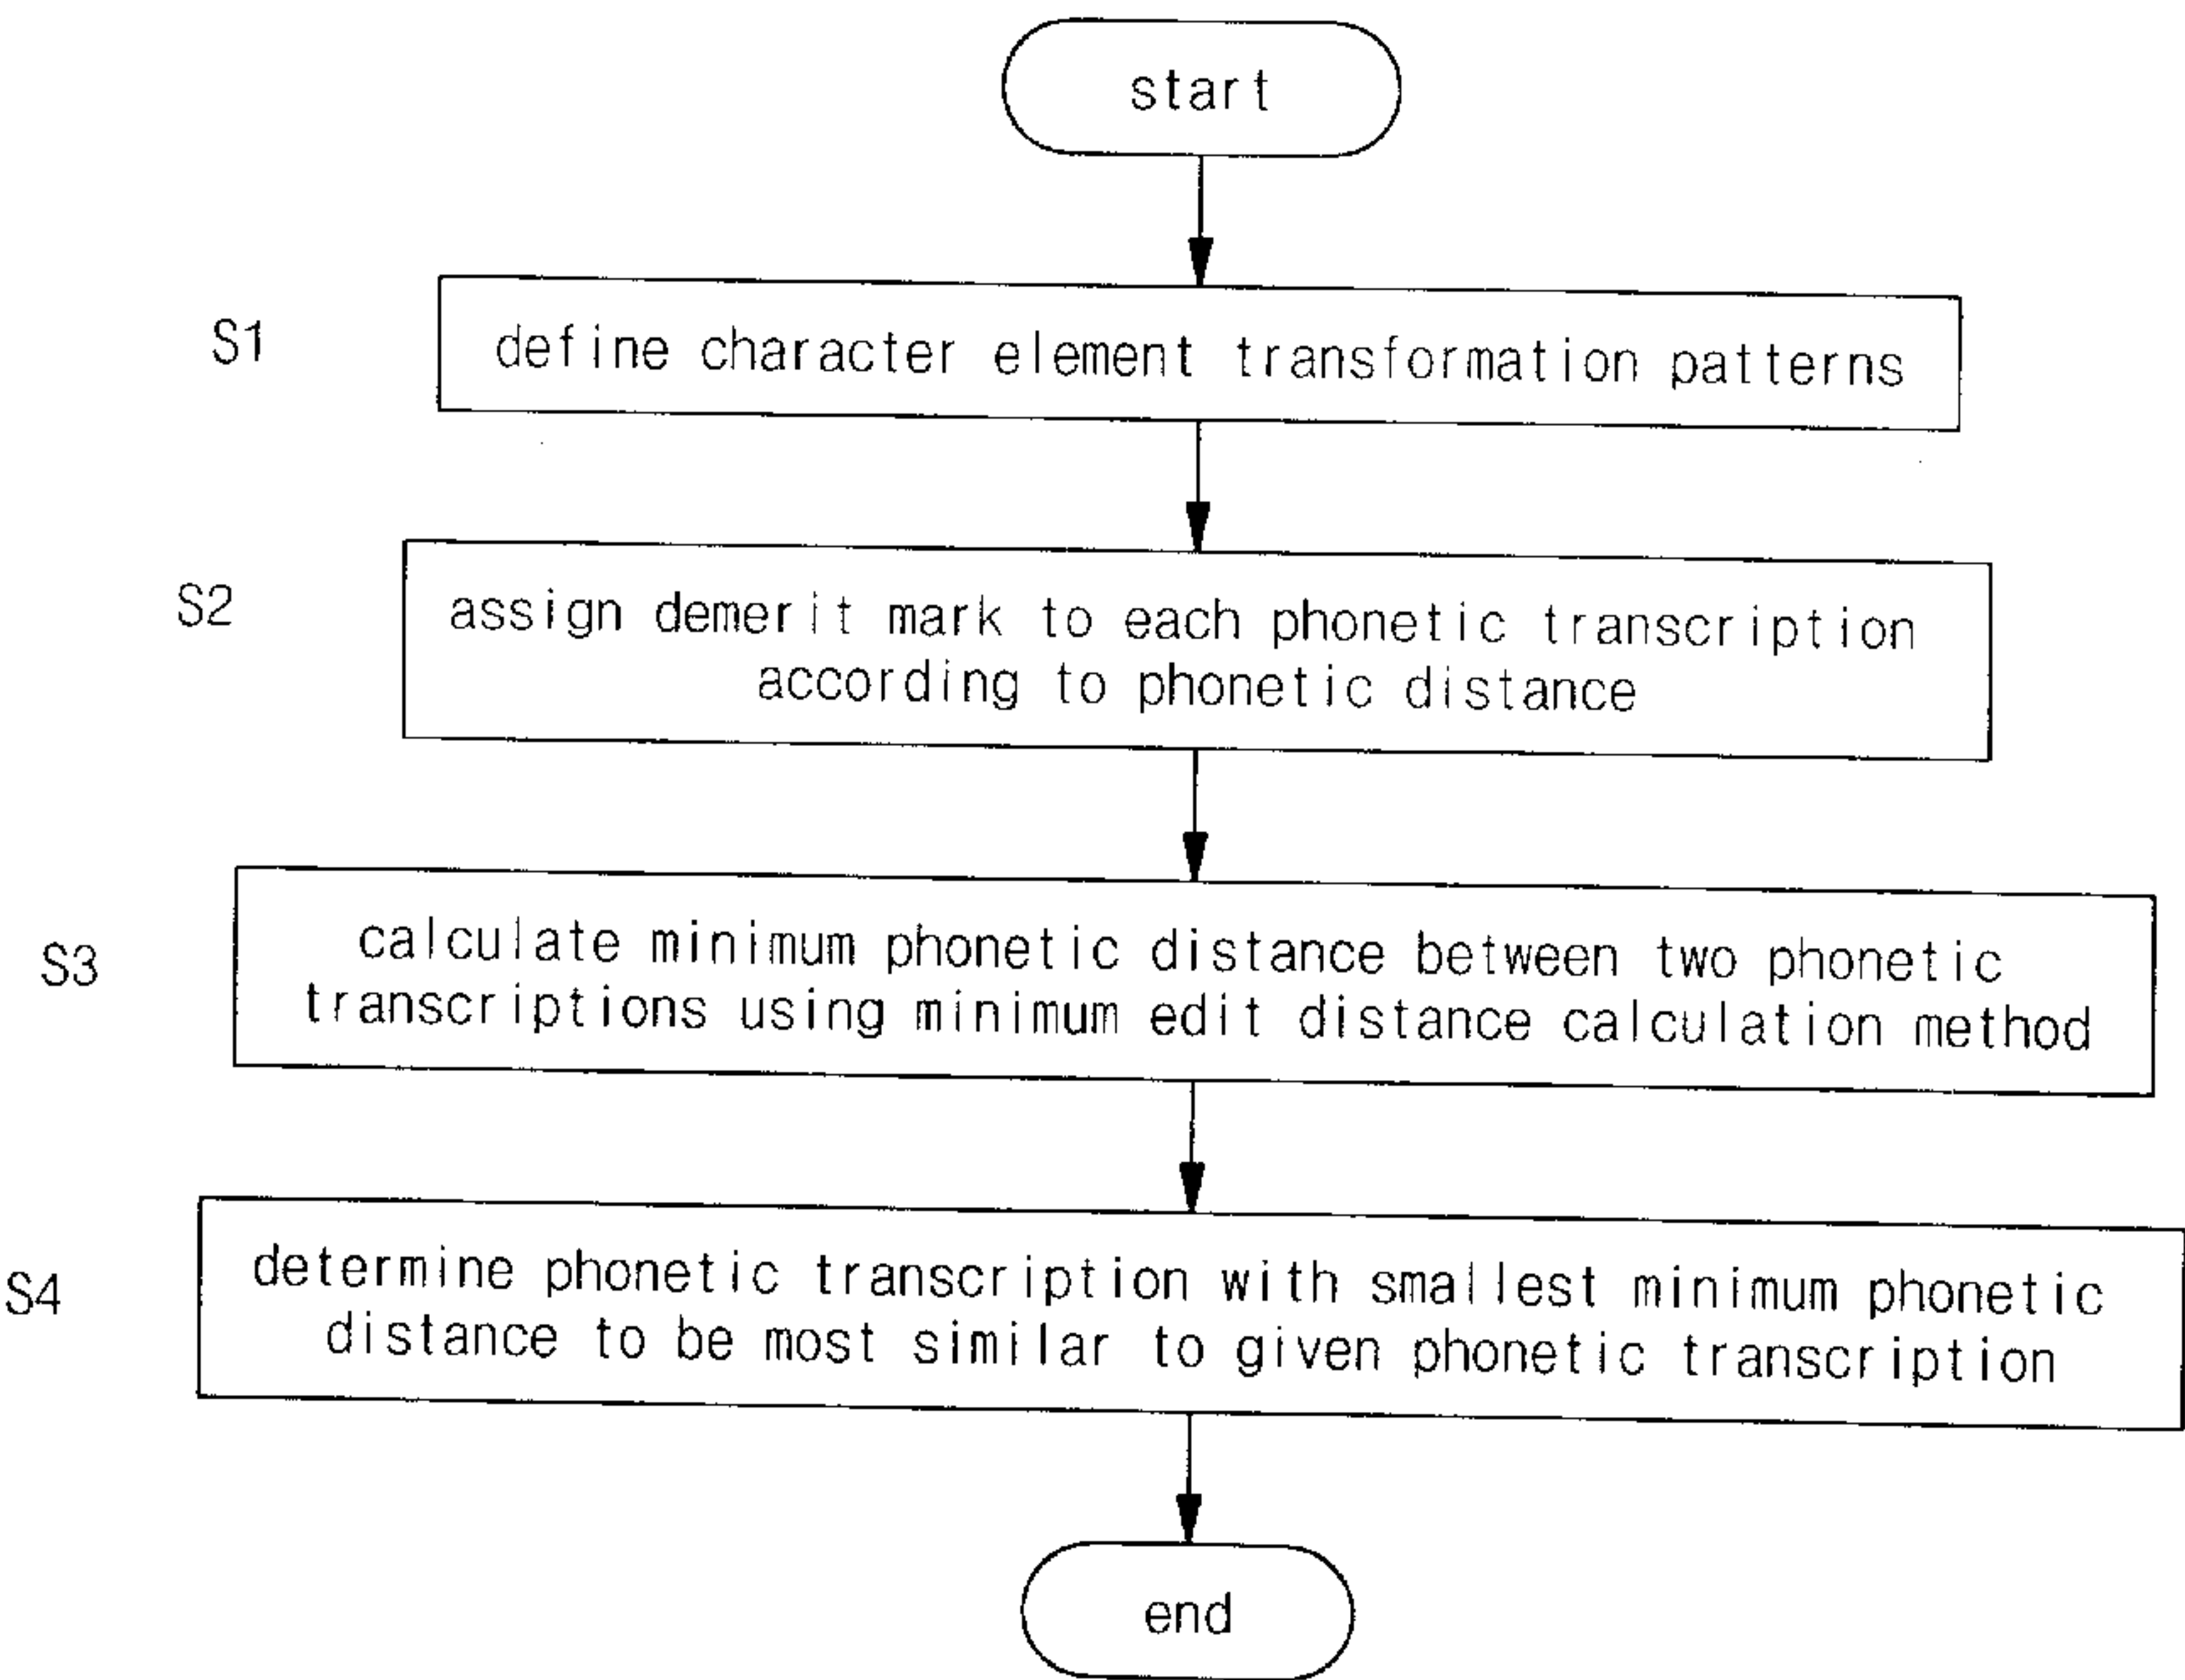 start
S1
define character element transformation patterns
S2
assign demerit mark to each phonetic transcription
according to phonetic distance
S3
calculate minimum phonetic distance between two phonetic
transcriptions using minimum edit distance calculation method
S4
determine phonetic transcription with smallest minimum phonetic
distance to be most similar to given phonetic transcription
end